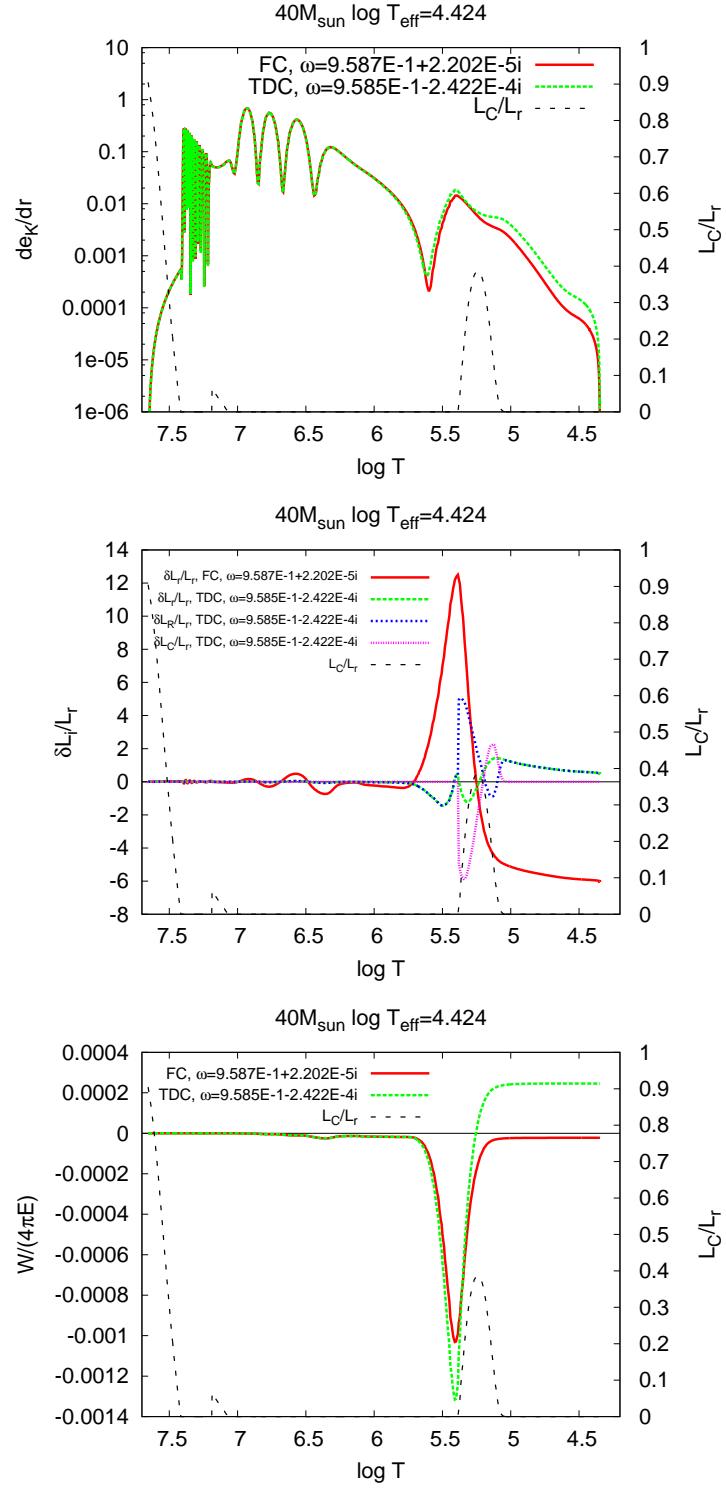 40M_sun log T_eff=4.424
FC, ω=9.587E-1+2.202E-5i
TDC, ω=9.585E-1-2.422E-4i
L_C/L_r
10
1
0.1
0.01
0.001
0.0001
1e-05
1e-06
de_K/dr
1
0.9
0.8
0.7
0.6
0.5
0.4
0.3
0.2
0.1
0
L_C/L_r
7.5 7 6.5 6 5.5 5 4.5
log T
40M_sun log T_eff=4.424
δL_r/L_r, FC, ω=9.587E-1+2.202E-5i
δL_r/L_r, TDC, ω=9.585E-1-2.422E-4i
δL_R/L_r, TDC, ω=9.585E-1-2.422E-4i
δL_C/L_r, TDC, ω=9.585E-1-2.422E-4i
L_C/L_r
14
12
10
8
6
4
2
0
-2
-4
-6
-8
δL_i/L_r
1
0.9
0.8
0.7
0.6
0.5
0.4
0.3
0.2
0.1
0
L_C/L_r
7.5 7 6.5 6 5.5 5 4.5
log T
40M_sun log T_eff=4.424
FC, ω=9.587E-1+2.202E-5i
TDC, ω=9.585E-1-2.422E-4i
L_C/L_r
0.0004
0.0002
0
-0.0002
-0.0004
-0.0006
-0.0008
-0.001
-0.0012
-0.0014
W/(4πE)
1
0.9
0.8
0.7
0.6
0.5
0.4
0.3
0.2
0.1
0
L_C/L_r
7.5 7 6.5 6 5.5 5 4.5
log T